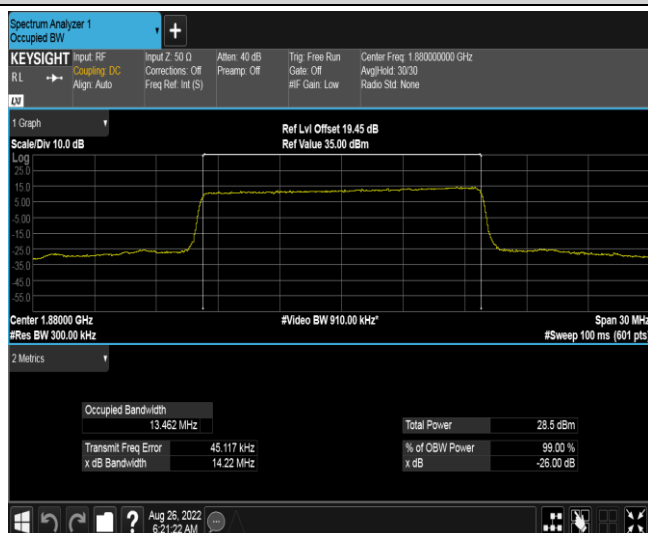 Spectrum Analyzer 1
Occupied BW
+
KEYSIGHT
RL
LXI
Input: RF
Coupling: DC
Align: Auto
Input Z: 50 Ω
Corrections: Off
Freq Ref: Int (S)
Atten: 40 dB
Preamp: Off
Trig: Free Run
Gate: Off
#IF Gain: Low
Center Freq: 1.880000000 GHz
Avg|Hold: 30/30
Radio Std: None
1 Graph
Scale/Div 10.0 dB
Ref Lvl Offset 19.45 dB
Ref Value 35.00 dBm
Log
25.0
15.0
5.00
-5.00
-15.0
-25.0
-35.0
-45.0
-55.0
Center 1.88000 GHz
#Res BW 300.00 kHz
#Video BW 910.00 kHz*
Span 30 MHz
#Sweep 100 ms (601 pts)
2 Metrics
Occupied Bandwidth
13.462 MHz
Transmit Freq Error 45.117 kHz
x dB Bandwidth 14.22 MHz
Total Power 28.5 dBm
% of OBW Power 99.00 %
x dB -26.00 dB
?
Aug 26, 2022
6:21:22 AM